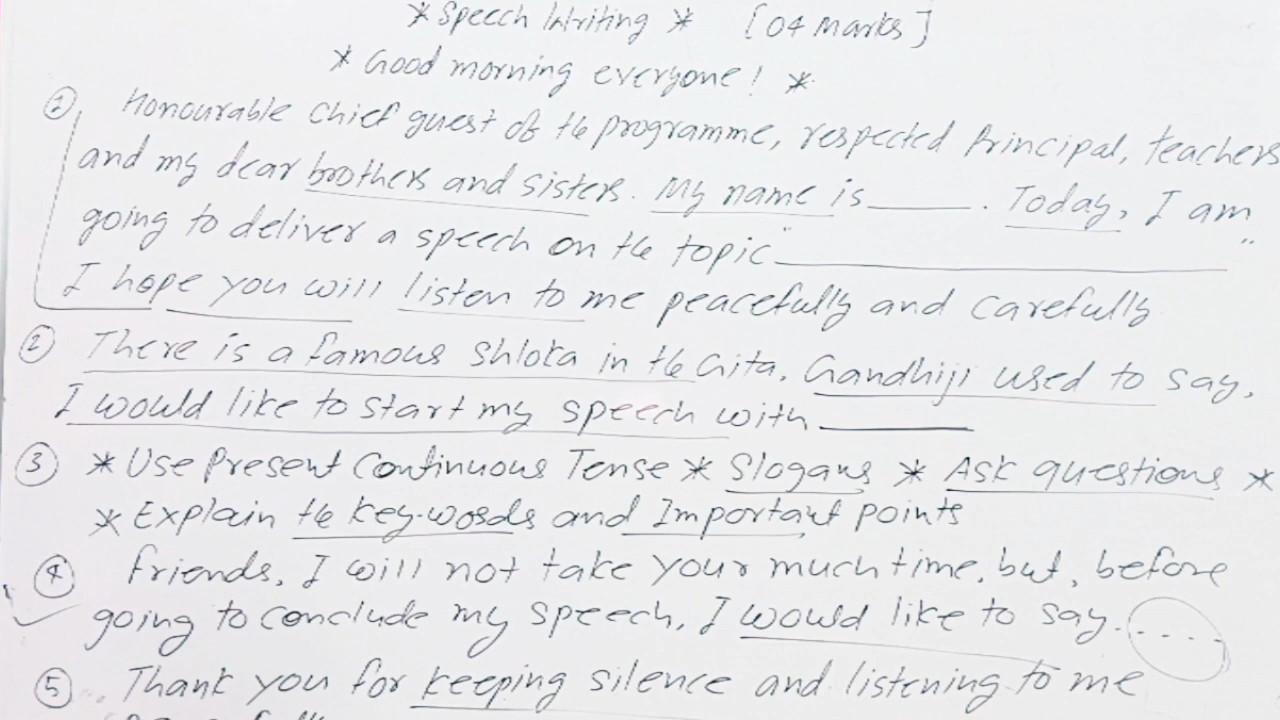 * Speech Writing * [04 Marks]
* Good morning everyone! *
① Honourable Chief guest of the programme, respected Principal, teachers
and my dear brothers and sisters. My name is ______ . Today, I am
going to deliver a speech on the topic "______________"
I hope you will listen to me peacefully and carefully.
② There is a famous shloka in the Gita, Gandhiji used to say,
I would like to start my speech with ______
③ * Use Present Continuous Tense * Slogans * Ask questions *
* Explain the key-words and Important points
④ friends, I will not take your much time, but, before
going to conclude my speech, I would like to say.....
⑤ Thank you for keeping silence and listening to me